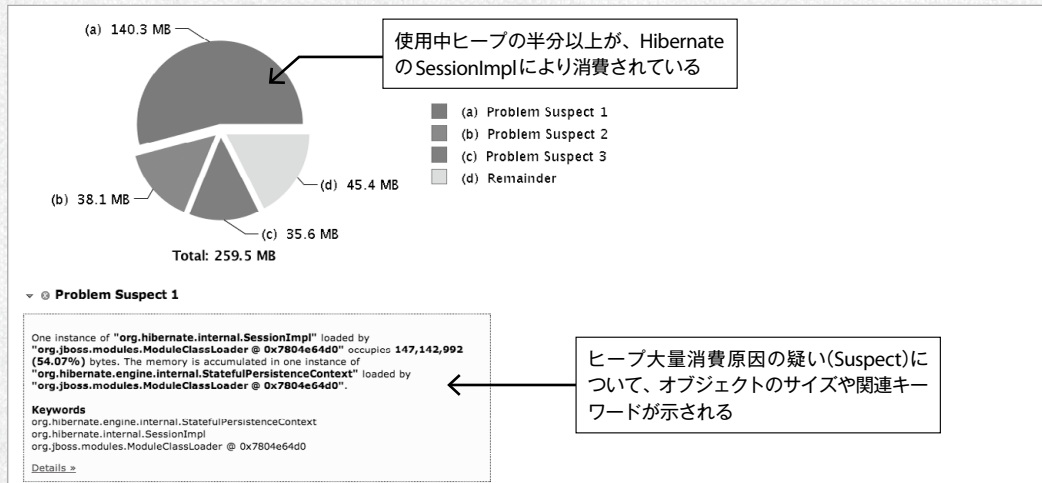 (a) 140.3 MB
使用中ヒープの半分以上が、Hibernate
のSessionImplにより消費されている
(a) Problem Suspect 1
(b) Problem Suspect 2
(c) Problem Suspect 3
(d) Remainder
(d) 45.4 MB
(b) 38.1 MB
(c) 35.6 MB
Total: 259.5 MB
Problem Suspect 1
One instance of "org.hibernate.internal.SessionImpl" loaded by
"org.jboss.modules.ModuleClassLoader @ 0x7804e64d0" occupies 147,142,992
(54.07%) bytes. The memory is accumulated in one instance of
"org.hibernate.engine.internal.StatefulPersistenceContext" loaded by
"org.jboss.modules.ModuleClassLoader @ 0x7804e64d0".
ヒープ大量消費原因の疑い(Suspect)に
ついて、オブジェクトのサイズや関連キー
ワードが示される
Keywords
org.hibernate.engine.internal.StatefulPersistenceContext
org.hibernate.internal.SessionImpl
org.jboss.modules.ModuleClassLoader @ 0x7804e64d0
Details »